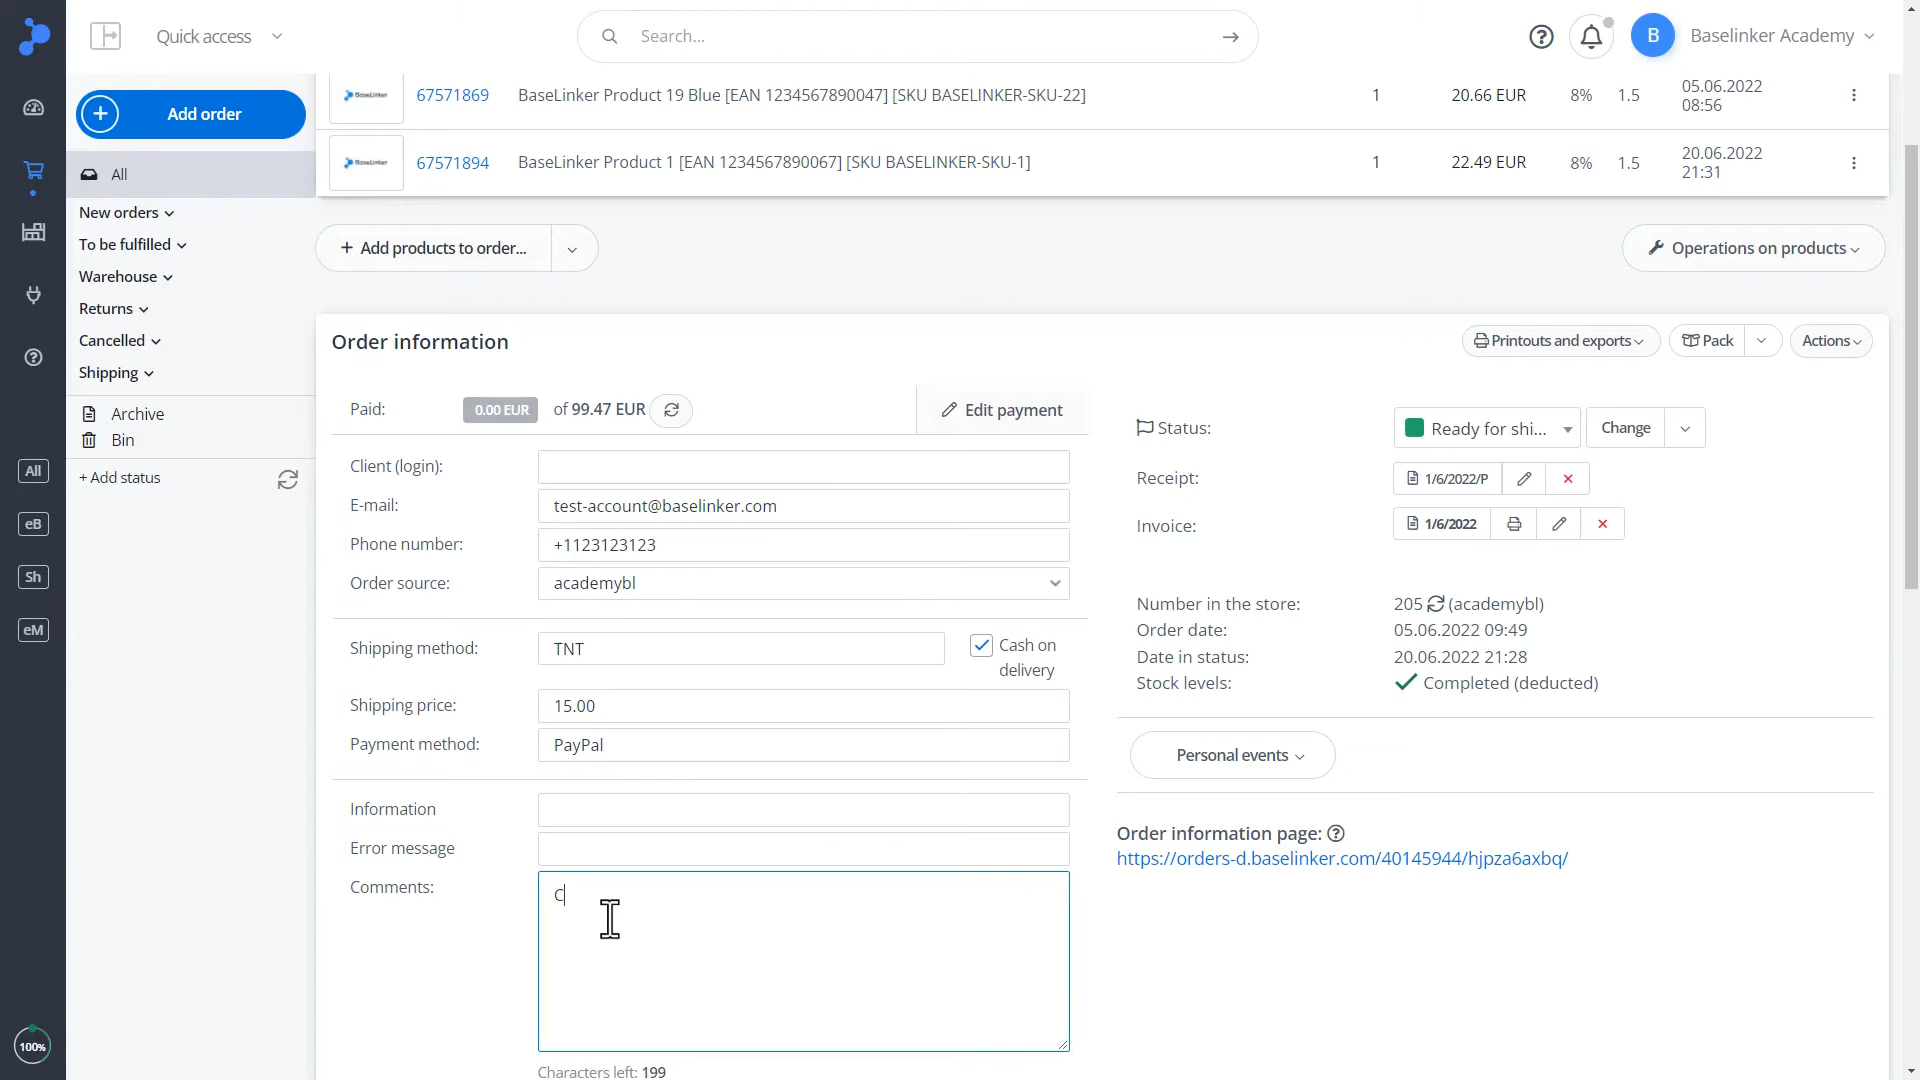 Quick access
Search...
B
Baselinker Academy
Add order
All
New orders
To be fulfilled
Warehouse
Returns
Cancelled
Shipping
Archive
Bin
+ Add status
All
eB
Sh
eM
100%
BaseLinker
67571869
BaseLinker Product 19 Blue [EAN 1234567890047] [SKU BASELINKER-SKU-22]
1
20.66 EUR
8%
1.5
05.06.2022
08:56
BaseLinker
67571894
BaseLinker Product 1 [EAN 1234567890067] [SKU BASELINKER-SKU-1]
1
22.49 EUR
8%
1.5
20.06.2022
21:31
+ Add products to order...
Operations on products
Order information
Printouts and exports
Pack
Actions
Paid:
0.00 EUR
of 99.47 EUR
Edit payment
Client (login):
E-mail:
test-account@baselinker.com
Phone number:
+1123123123
Order source:
academybl
Shipping method:
TNT
Cash on
delivery
Shipping price:
15.00
Payment method:
PayPal
Information
Error message
Comments:
C
Characters left: 199
Status:
Ready for shi...
Change
Receipt:
1/6/2022/P
Invoice:
1/6/2022
Number in the store:
205 (academybl)
Order date:
05.06.2022 09:49
Date in status:
20.06.2022 21:28
Stock levels:
Completed (deducted)
Personal events
Order information page:
https://orders-d.baselinker.com/40145944/hjpza6axbq/